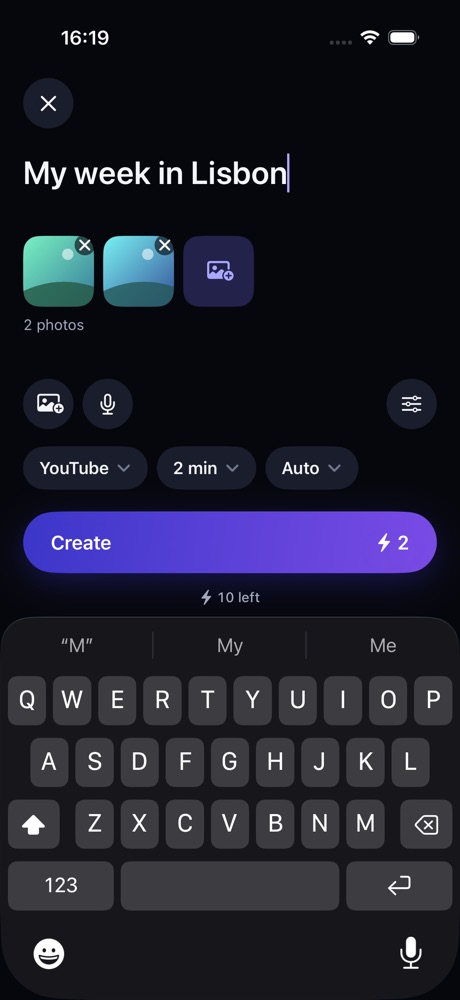 16:19
My week in Lisbon
2 photos
YouTube 2 min Auto
Create 2
10 left
“M” My Me
Q W E R T Y U I O P
A S D F G H J K L
Z X C V B N M
123